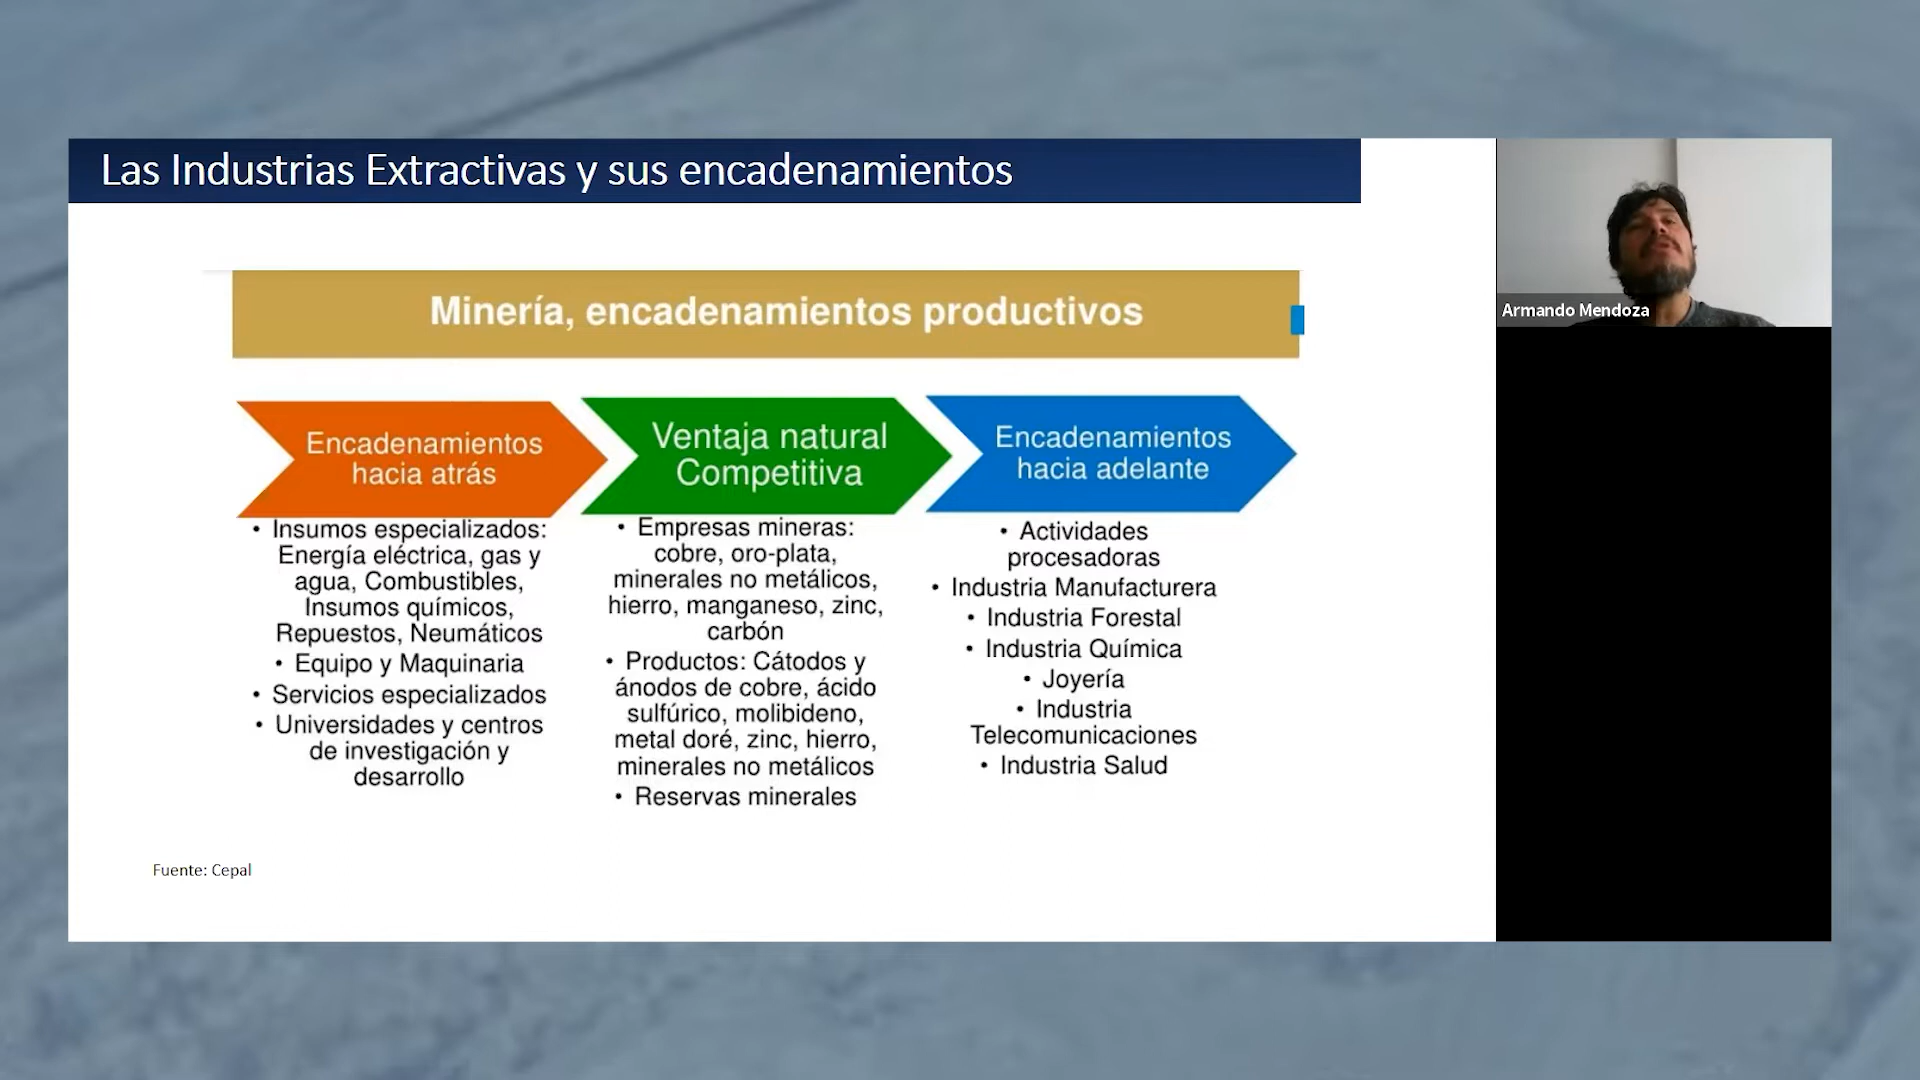 Las Industrias Extractivas y sus encadenamientos
Minería, encadenamientos productivos
Encadenamientos
hacia atrás
• Insumos especializados:
Energía eléctrica, gas y
agua, Combustibles,
Insumos químicos,
Repuestos, Neumáticos
• Equipo y Maquinaria
• Servicios especializados
• Universidades y centros
de investigación y
desarrollo
Ventaja natural
Competitiva
• Empresas mineras:
cobre, oro-plata,
minerales no metálicos,
hierro, manganeso, zinc,
carbón
• Productos: Cátodos y
ánodos de cobre, ácido
sulfúrico, molibideno,
metal doré, zinc, hierro,
minerales no metálicos
• Reservas minerales
Encadenamientos
hacia adelante
• Actividades
procesadoras
• Industria Manufacturera
• Industria Forestal
• Industria Química
• Joyería
• Industria
Telecomunicaciones
• Industria Salud
Fuente: Cepal
Armando Mendoza